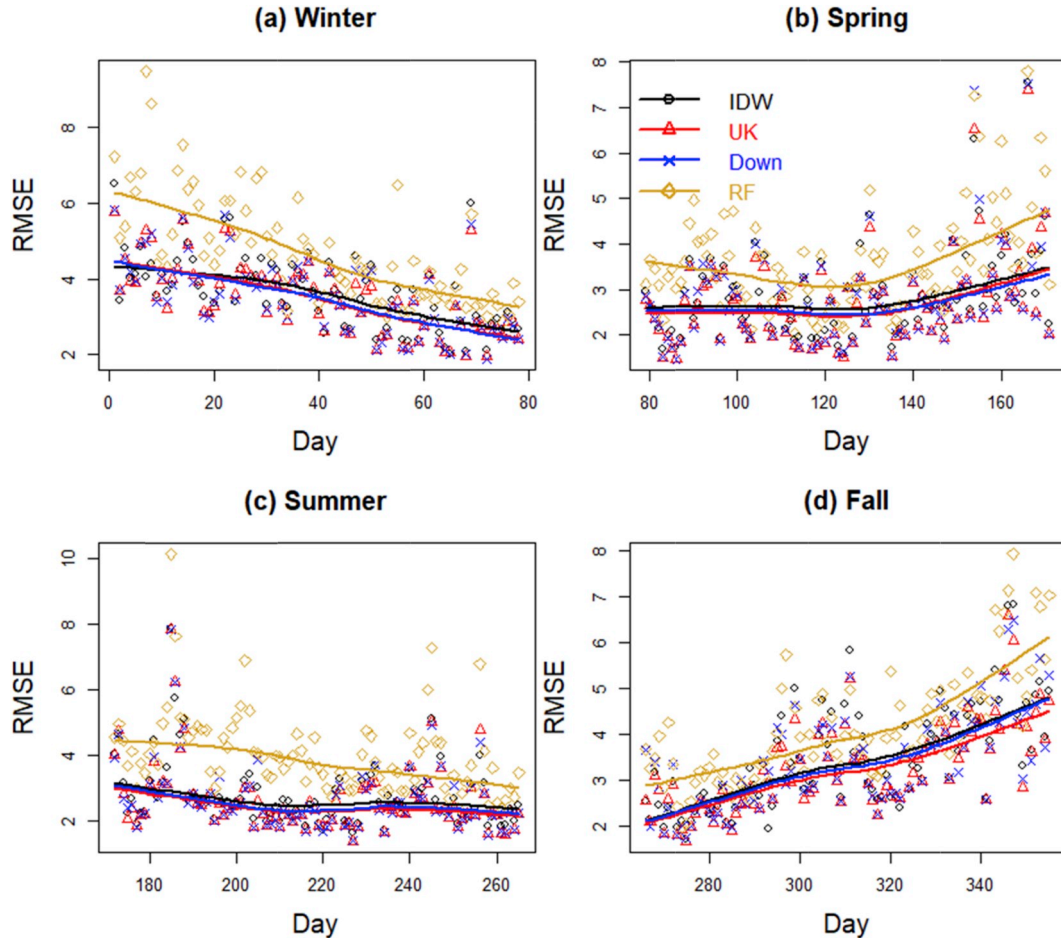 (a) Winter
RMSE
8
6
4
2
0 20 40 60 80
Day
(b) Spring
RMSE
8
7
6
5
4
3
2
IDW
UK
Down
RF
80 100 120 140 160
Day
(c) Summer
RMSE
10
8
6
4
2
180 200 220 240 260
Day
(d) Fall
RMSE
8
7
6
5
4
3
2
280 300 320 340
Day